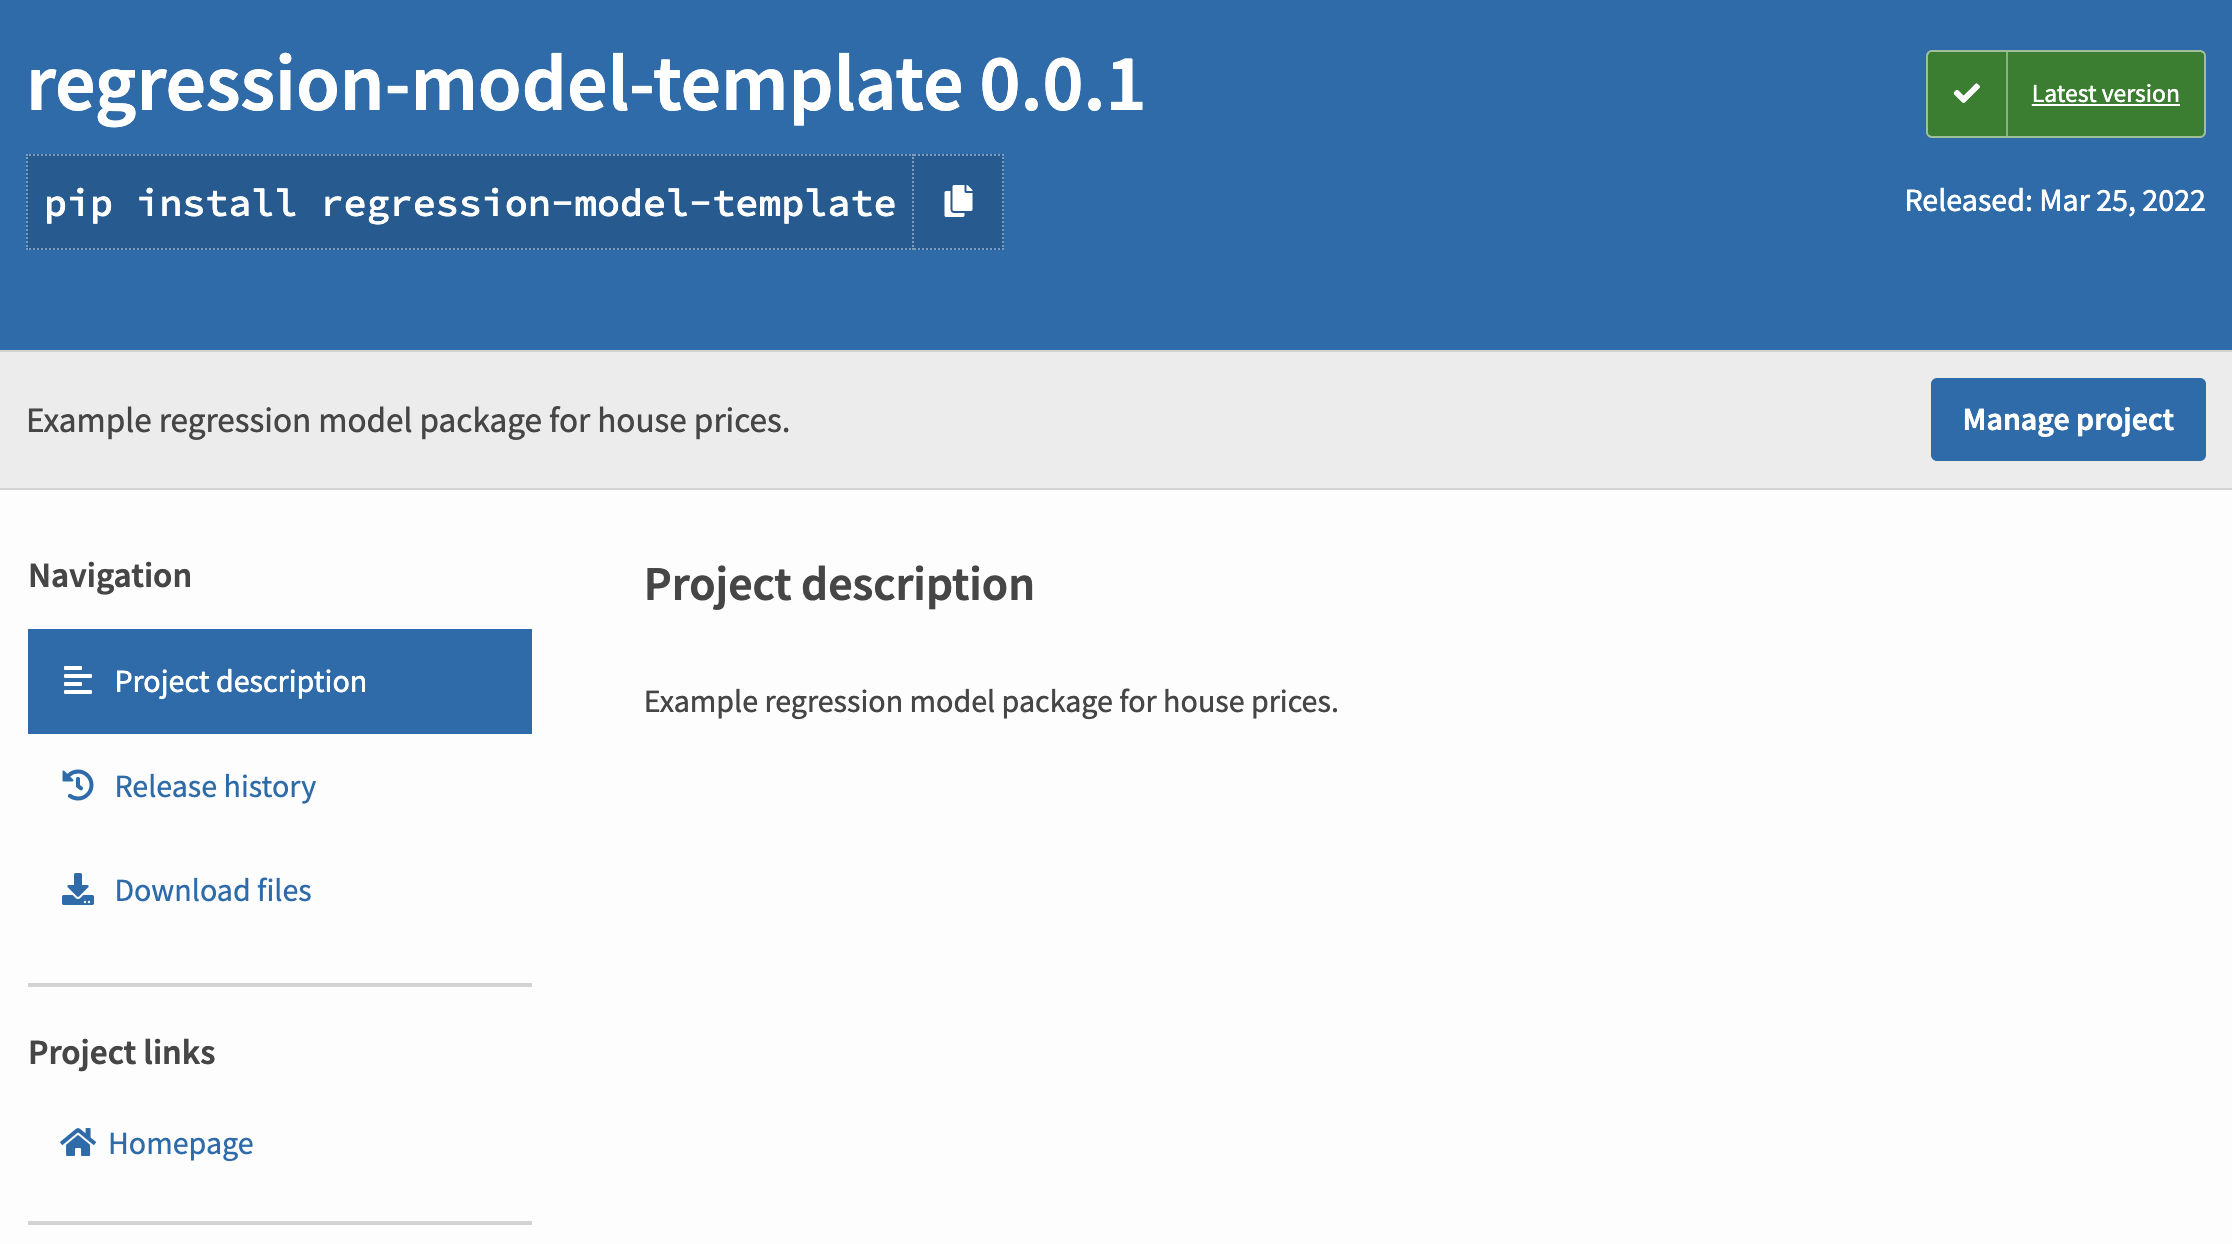 regression-model-template 0.0.1
Latest version
pip install regression-model-template
Released: Mar 25, 2022
Example regression model package for house prices.
Manage project
Navigation
Project description
Release history
Download files
Project links
Homepage
Project description
Example regression model package for house prices.